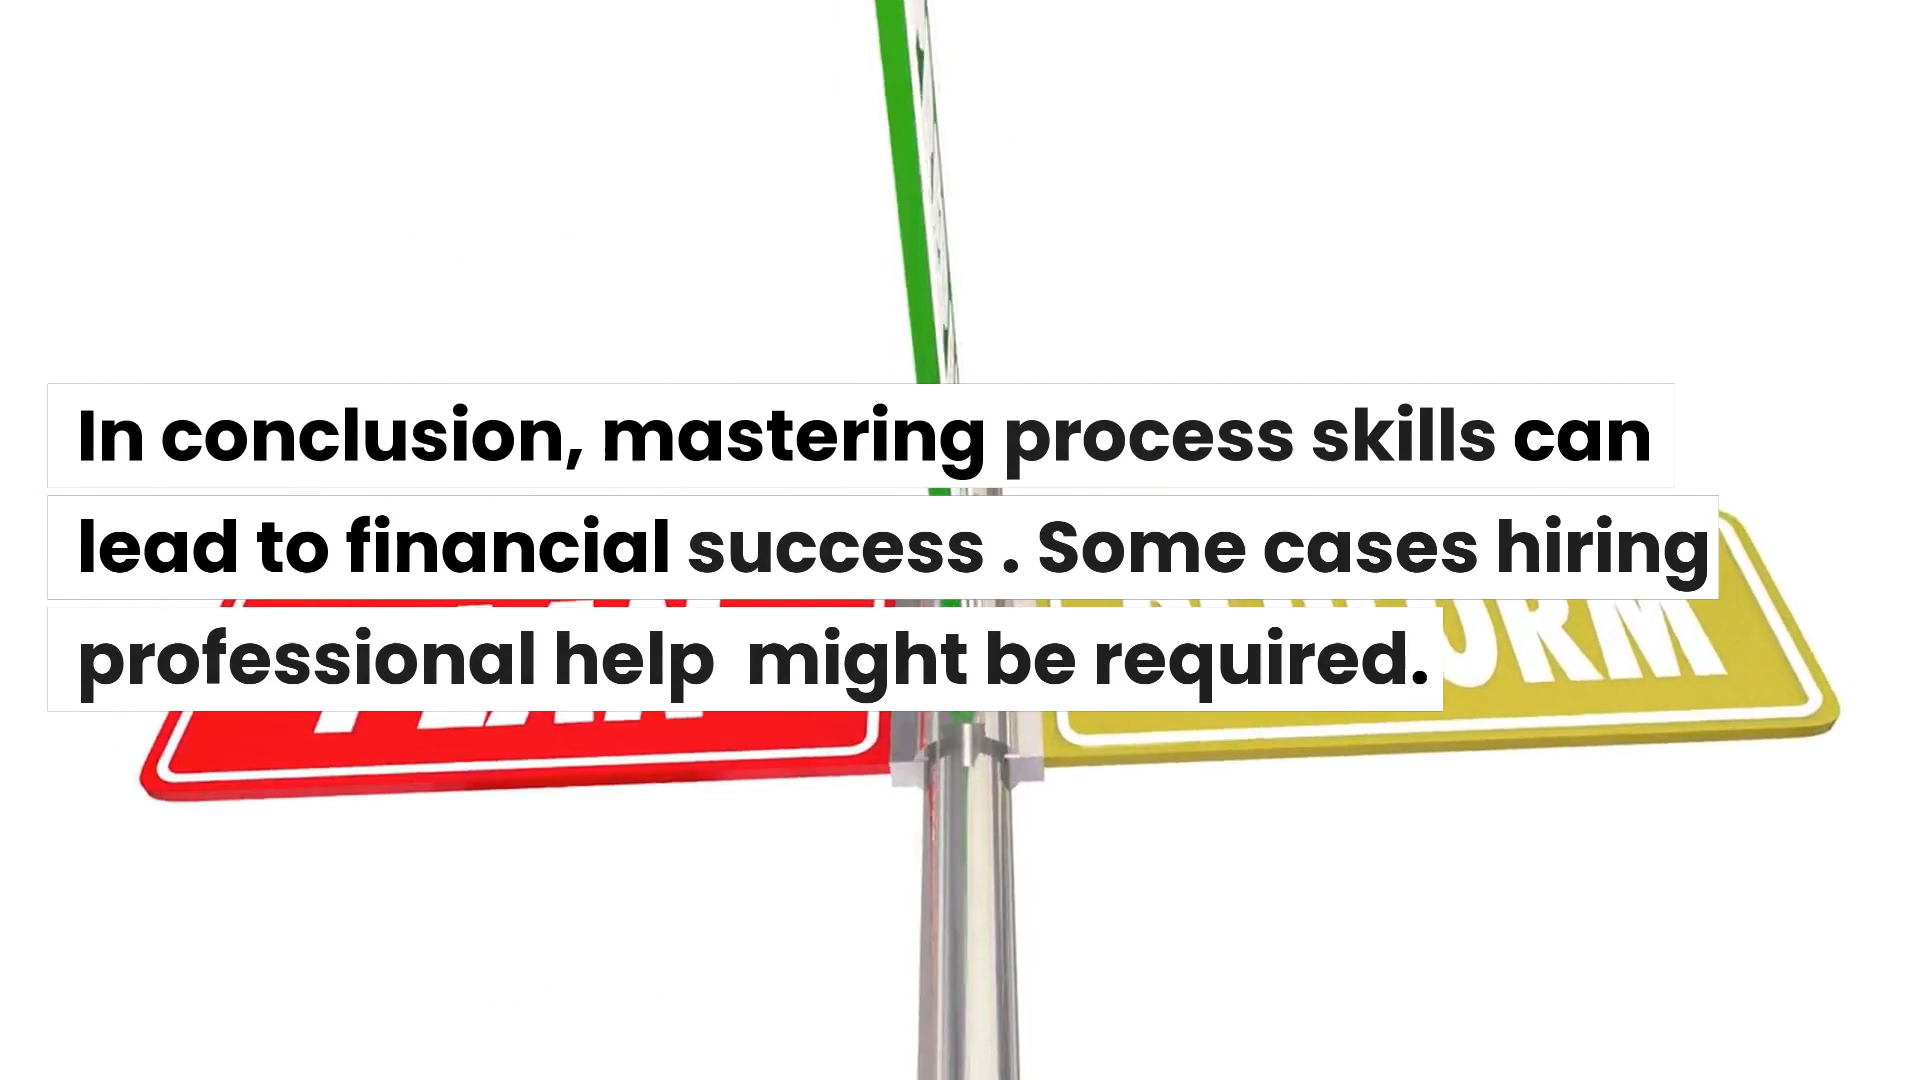 In conclusion, mastering process skills can
lead to financial success . Some cases hiring
professional help  might be required.